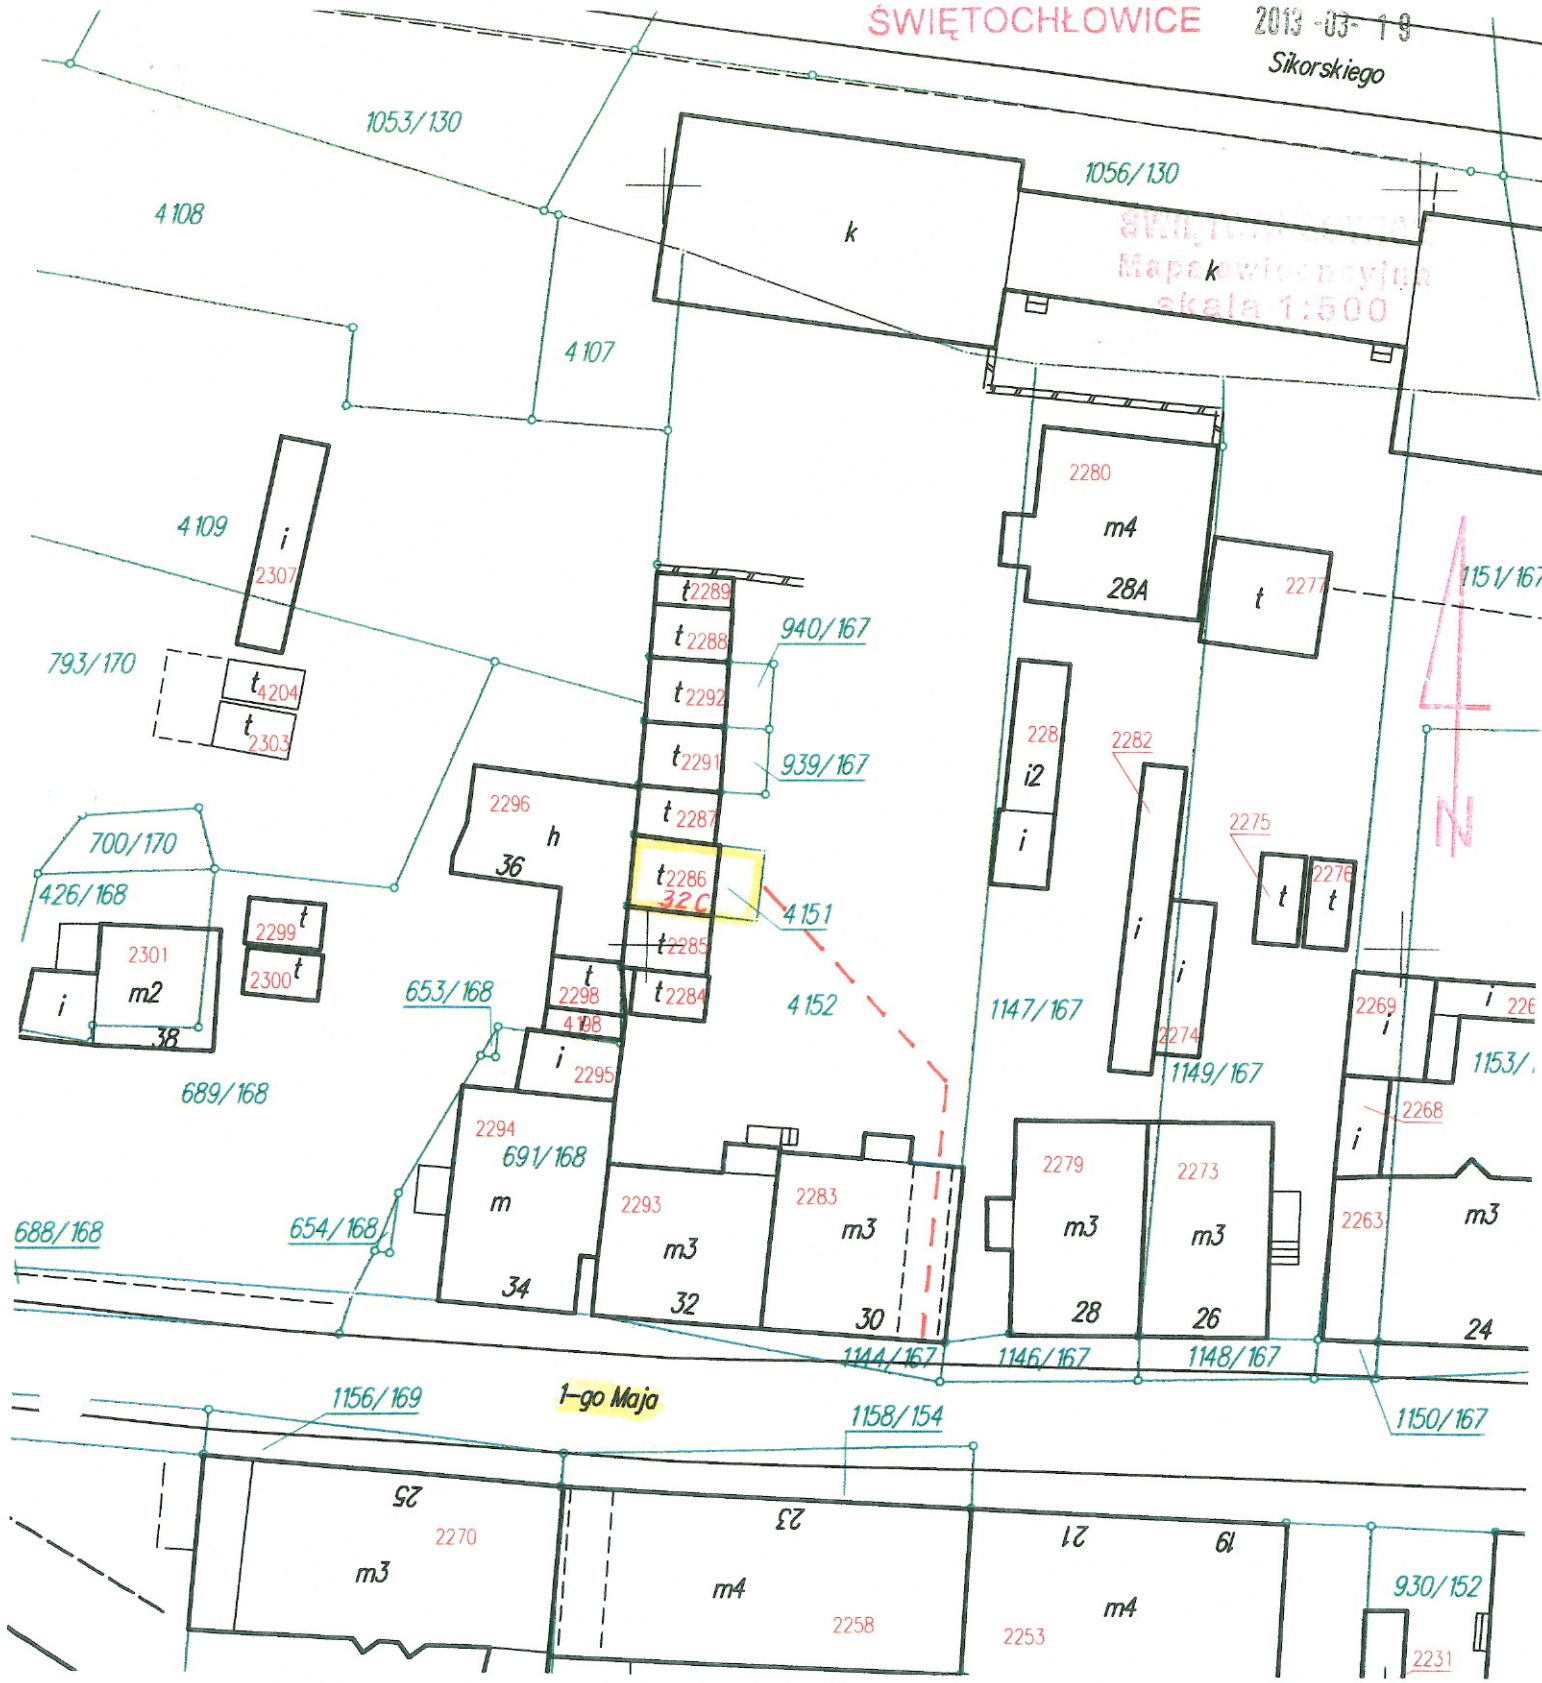 ŚWIĘTOCHŁOWICE 2013 -03- 19
Sikorskiego
1053/130
1056/130
4108
k
k
Mapa
skala 1:500
4107
2280
4109
i
m4
2307
28A
t 2277
1151/167
t 2289
940/167
t 2288
793/170
t 4204
t 2292
t 2303
228
2282
t 2291
939/167
i2
2296
t 2287
h
2275
700/170
36
i
t 2286
2276
426/168
32C
t
t
4151
N
t
2299
i
t 2285
2301
t
2300
m2
i
t
t 2284
i
653/168
2298
4152
1147/167
2269
i
i
226
38
4198
i
2274
1153/
i 2295
1149/167
689/168
2268
2294
i
691/168
2279
2273
2283
m
2293
2263
m3
688/168
654/168
m3
m3
m3
m3
34
32
30
28
26
24
1144/167
1146/167
1148/167
1-go Maja
1156/169
1158/154
1150/167
25
23
21
19
2270
m3
m4
m4
930/152
2258
2253
2231